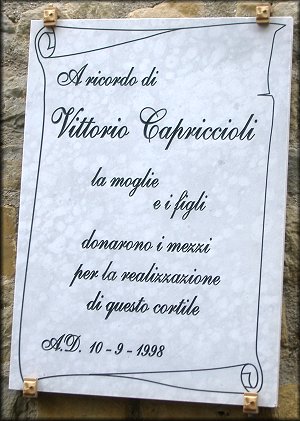 A ricordo di
Vittorio Capriccioli
la moglie
e i figli
donarono i mezzi
per la realizzazione
di questo cortile
A.D. 10 - 9 - 1998